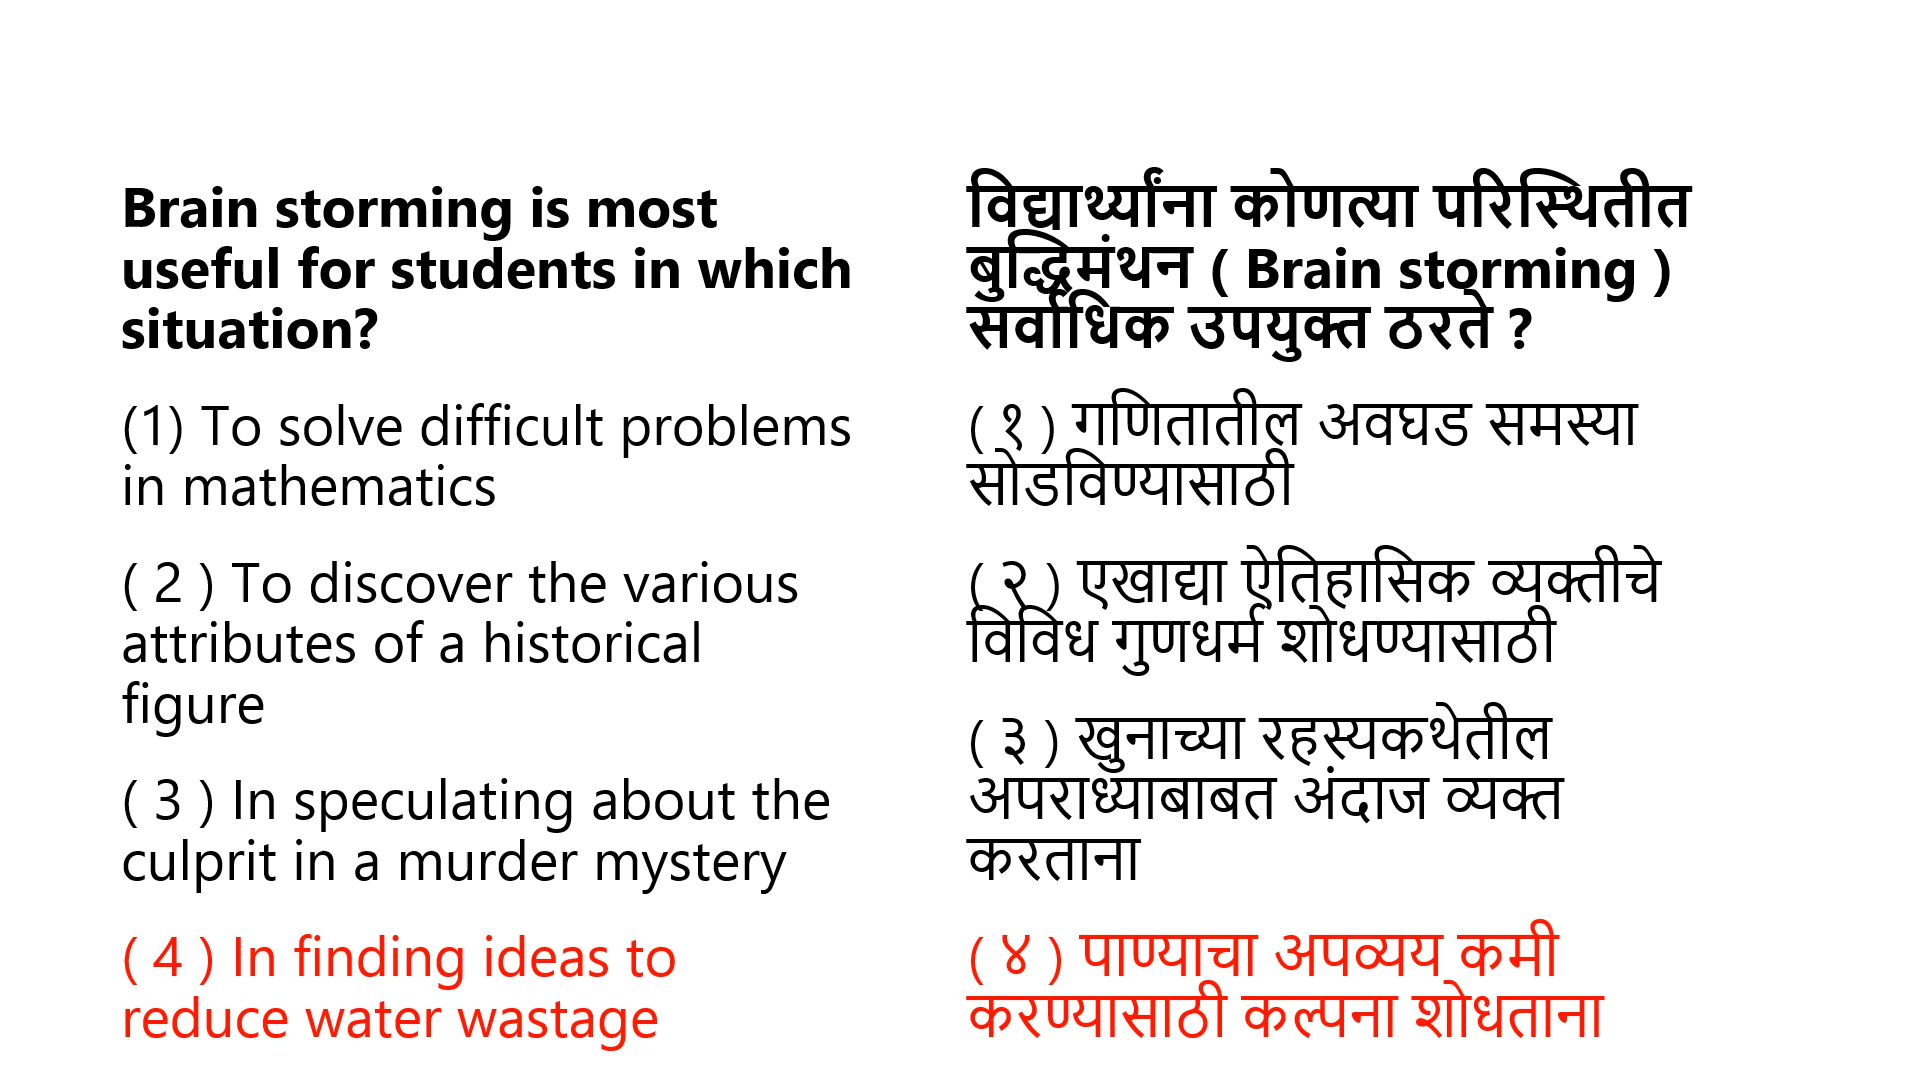 Brain storming is most
useful for students in which
situation?
(1) To solve difficult problems
in mathematics
( 2 ) To discover the various
attributes of a historical
figure
( 3 ) In speculating about the
culprit in a murder mystery
( 4 ) In finding ideas to
reduce water wastage
विद्यार्थ्यांना कोणत्या परिस्थितीत
बुद्धिमंथन ( Brain storming )
सर्वाधिक उपयुक्त ठरते ?
( १ ) गणितातील अवघड समस्या
सोडविण्यासाठी
( २ ) एखाद्या ऐतिहासिक व्यक्तीचे
विविध गुणधर्म शोधण्यासाठी
( ३ ) खुनाच्या रहस्यकथेतील
अपराध्याबाबत अंदाज व्यक्त
करताना
( ४ ) पाण्याचा अपव्यय कमी
करण्यासाठी कल्पना शोधताना